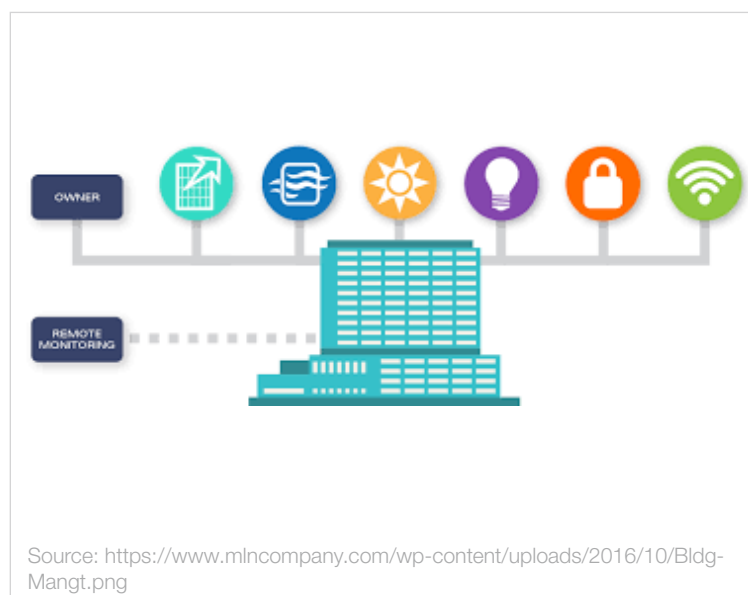 OWNER
REMOTE
MONITORING
Source: https://www.mlncompany.com/wp-content/uploads/2016/10/Bldg-
Mangt.png